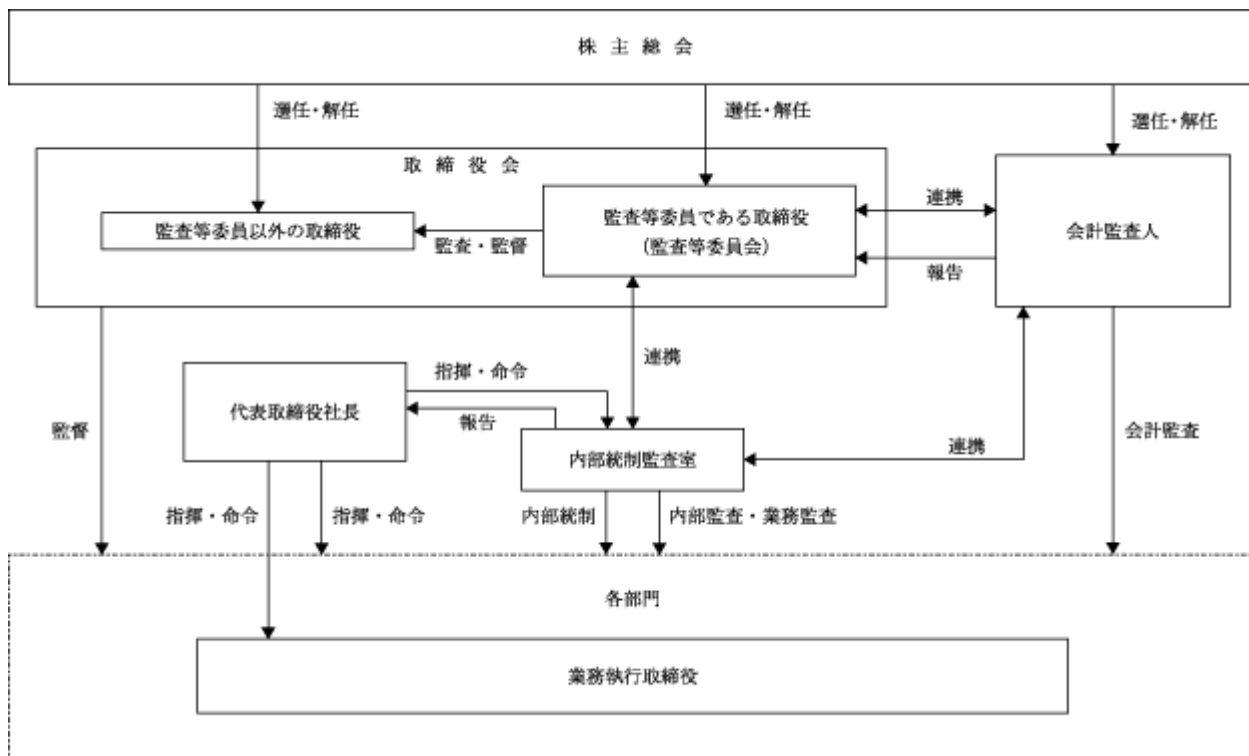 株主総会
選任・解任
選任・解任
選任・解任
取締役会
監査等委員以外の取締役
監査・監督
監査等委員である取締役
(監査等委員会)
連携
報告
会計監査人
連携
指揮・命令
報告
代表取締役社長
監督
内部統制監査室
連携
会計監査
指揮・命令
指揮・命令
内部統制
内部監査・業務監査
各部門
業務執行取締役